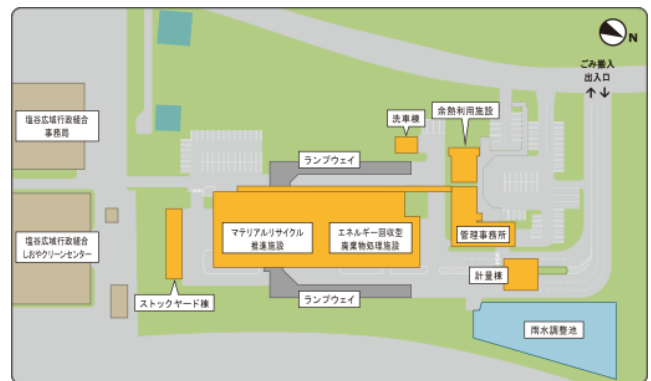 N
ごみ搬入
出入口
余熱利用施設
洗車棟
塩谷広域行政組合
事務局
ランプウェイ
マテリアルリサイクル
推進施設
エネルギー回収型
廃棄物処理施設
管理事務所
塩谷広域行政組合
しおやクリーンセンター
計量棟
ストックヤード棟
ランプウェイ
雨水調整池